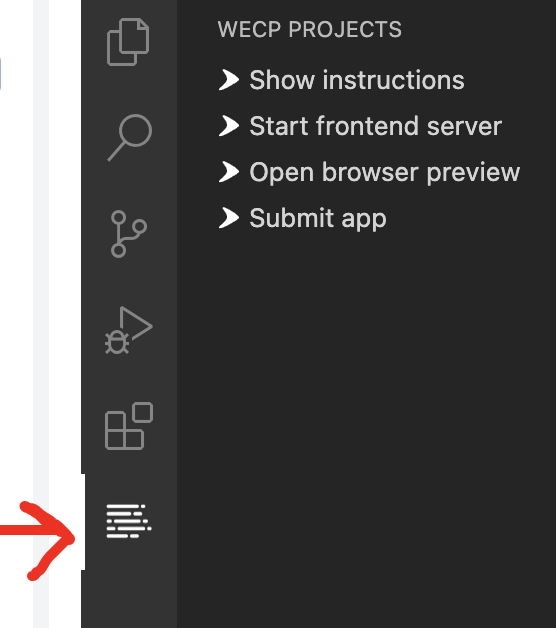 WECP PROJECTS
Show instructions
Start frontend server
Open browser preview
Submit app